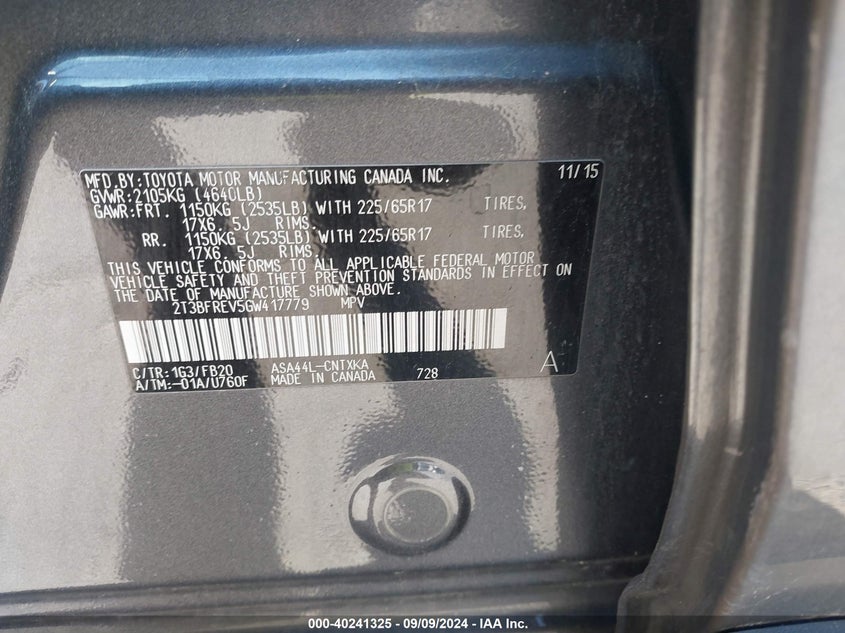 MFD.BY:TOYOTA MOTOR MANUFACTURING CANADA INC. 11/15
GVWR:2105KG (4640LB)
GAWR:FRT. 1150KG (2535LB) WITH 225/65R17 TIRES,
17X6.5J RIMS.
RR. 1150KG (2535LB) WITH 225/65R17 TIRES,
17X6.5J RIMS.
THIS VEHICLE CONFORMS TO ALL APPLICABLE FEDERAL MOTOR
VEHICLE SAFETY AND THEFT PREVENTION STANDARDS IN EFFECT ON
THE DATE OF MANUFACTURE SHOWN ABOVE.
2T3BFREV5GW417779 MPV
C/TR:1G3/FB20 ASA44L-CNTXKA A
A/TM:-01A/U760F MADE IN CANADA 728
000-40241325 - 09/09/2024 - IAA Inc.